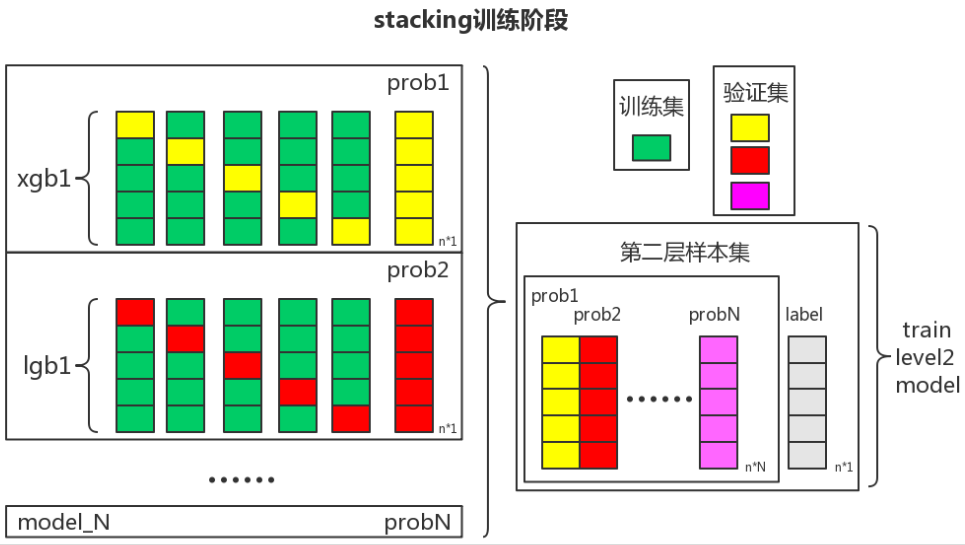 stacking训练阶段
prob1
xgb1
n*1
prob2
lgb1
n*1
......
model_N
probN
训练集
验证集
第二层样本集
prob1
prob2
probN
label
......
n*N
n*1
train
level2
model